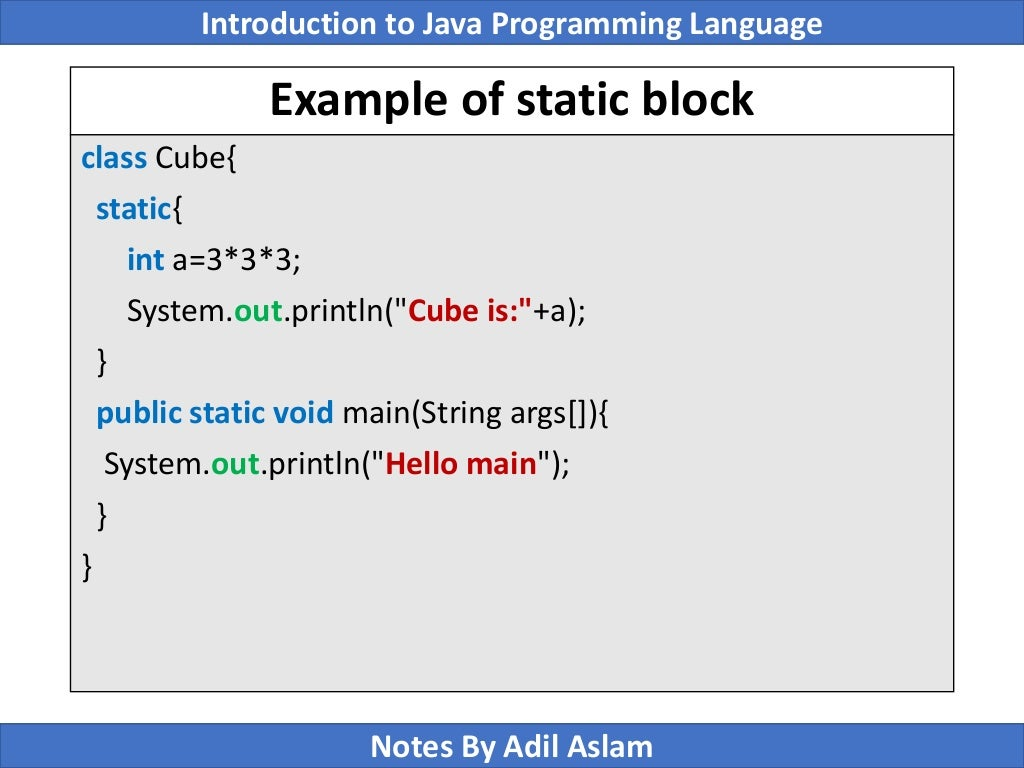 Introduction to Java Programming Language
Example of static block
class Cube{
static{
int a=3*3*3;
System.out.println("Cube is:"+a);
}
public static void main(String args[]){
System.out.println("Hello main");
}
}
Notes By Adil Aslam